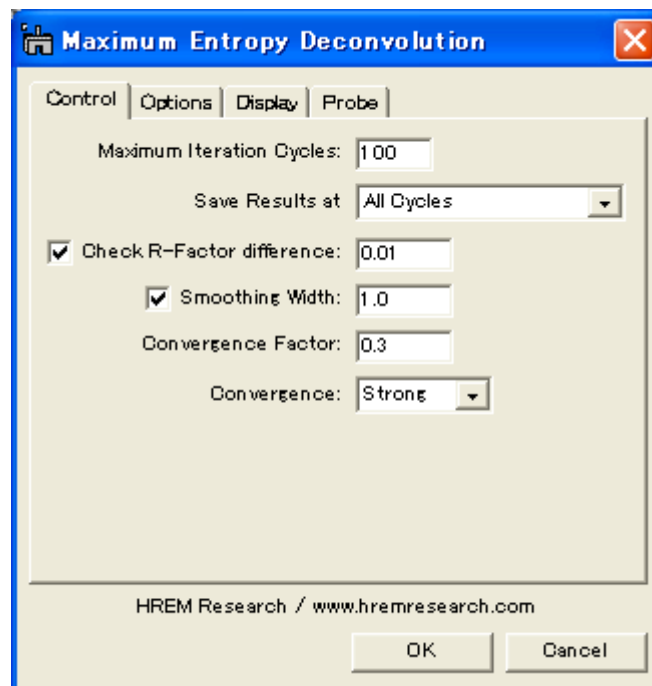 Maximum Entropy Deconvolution
Control Options Display Probe
Maximum Iteration Cycles: 100
Save Results at All Cycles
Check R-Factor difference: 0.01
Smoothing Width: 1.0
Convergence Factor: 0.3
Convergence: Strong
HREM Research / www.hremresearch.com
OK Cancel